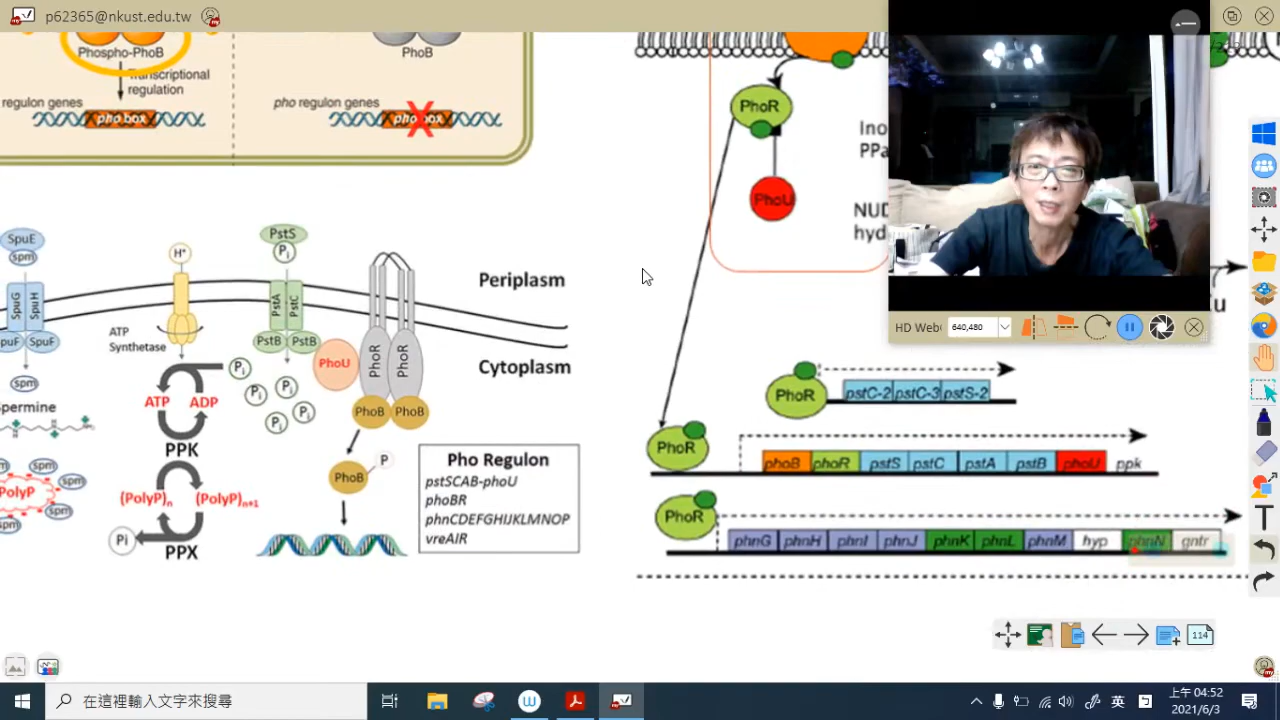 p62365@nkust.edu.tw
Phospho-PhoB
PhoB
Transcriptional
regulation
regulon genes
pho regulon genes
pho box
pho box
PhoR
PhoU
Ino
PPa
NUD
hyd
HD Web
640,480
SpuE
spm
SpuG
SpuH
SpuF
SpuF
spm
Spermine
spm
spm
PolyP
spm
spm
H+
ATP
Synthetase
ATP
ADP
PPK
(PolyP)n
(PolyP)n+1
Pi
PPX
PstS
Pi
PstA
PstC
PstB
PstB
Pi
Pi
Pi
Pi
Pi
PhoU
PhoR
PhoR
PhoB
PhoB
PhoB
P
Periplasm
Cytoplasm
Pho Regulon
pstSCAB-phoU
phoBR
phnCDEFGHIJKLMNOP
vreAIR
PhoR
pstC-2 pstC-3 pstS-2
PhoR
phoB phoR pstS pstC pstA pstB phoU ppk
PhoR
phnG phnH phnI phnJ phnK phnL phnM hyp phnN gntr
T
114
在這裡輸入文字來搜尋
英
上午 04:52
2021/6/3